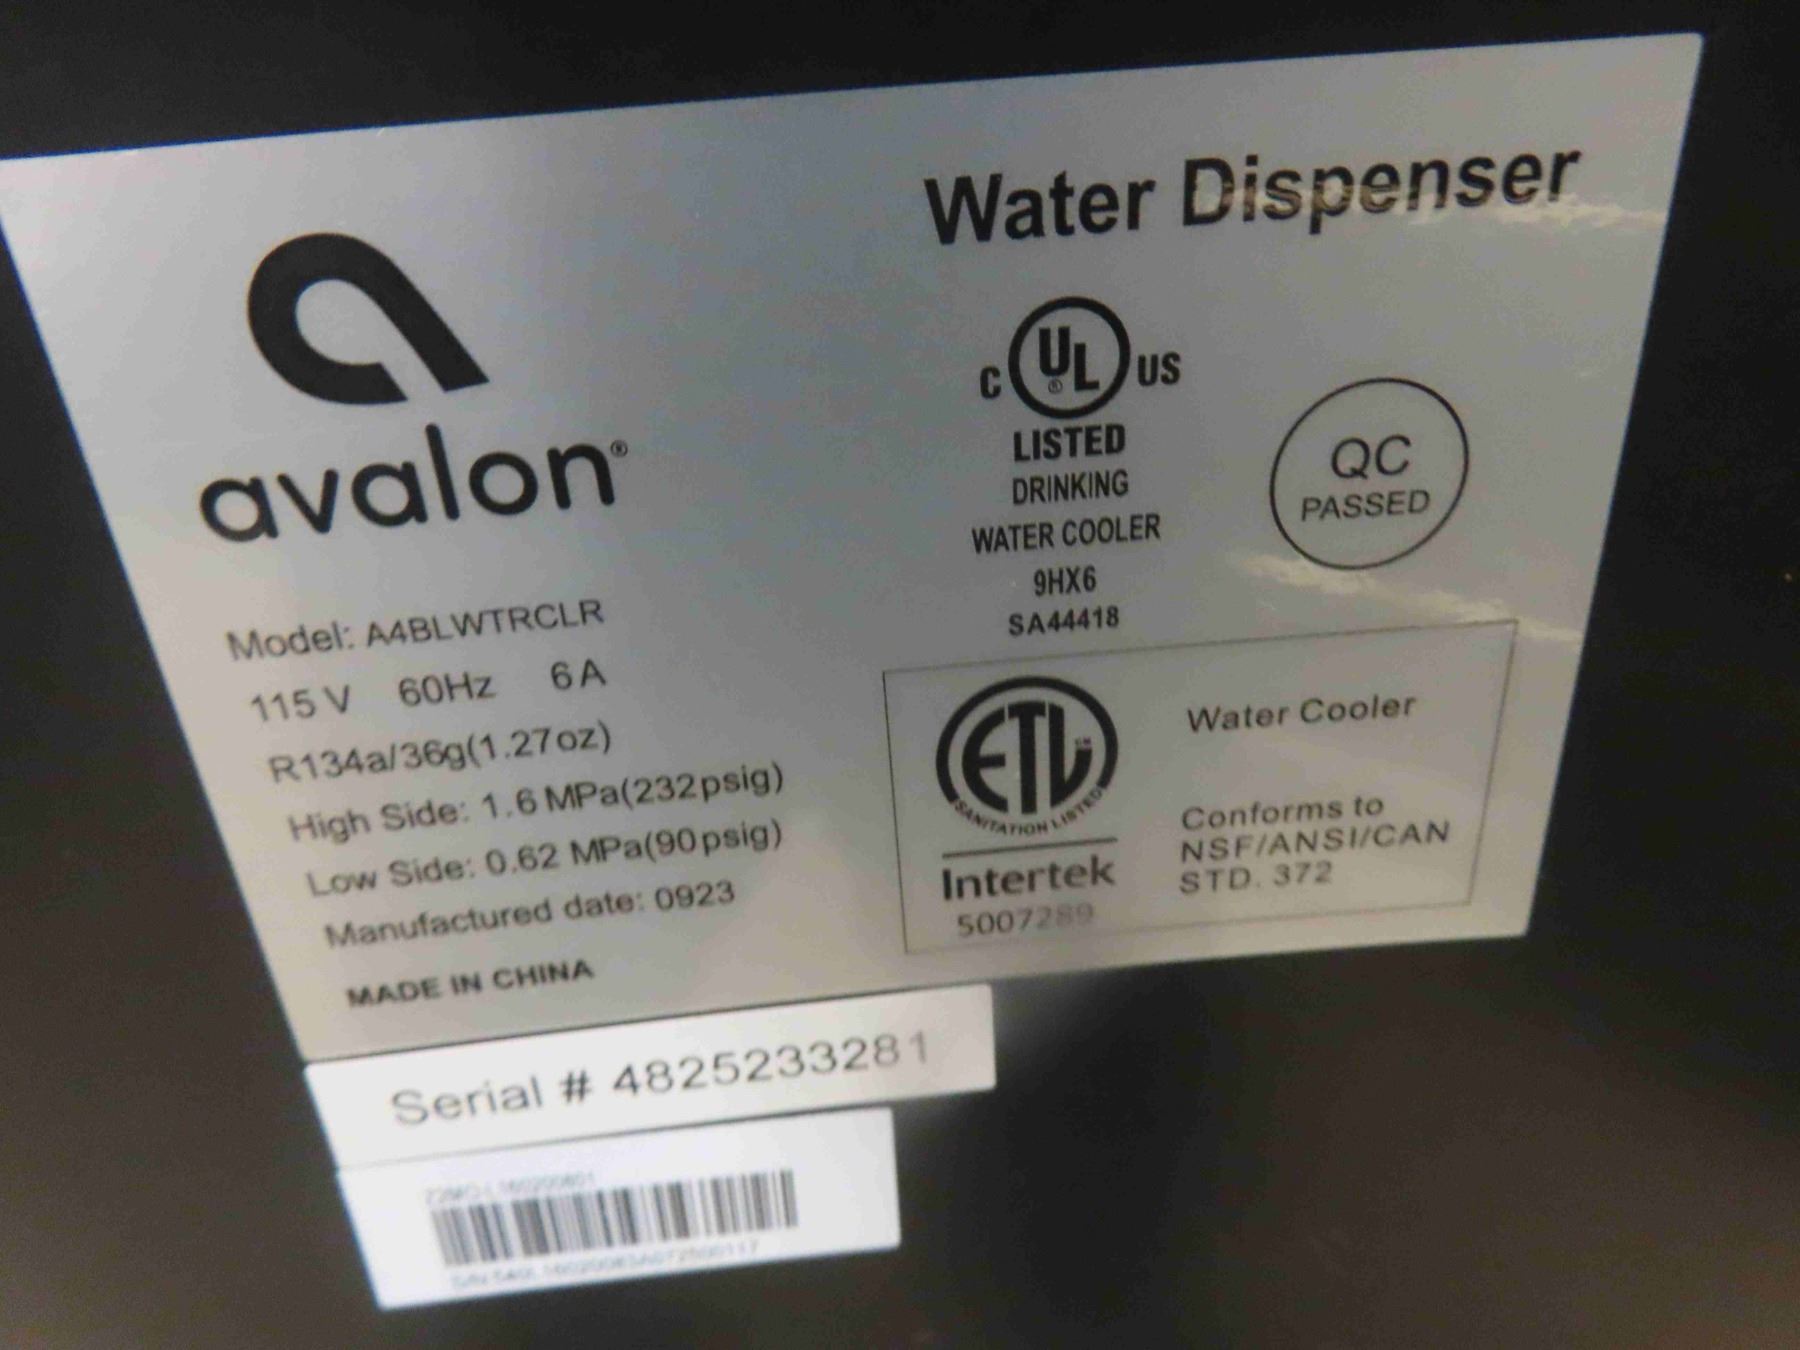 Water Dispenser
avalon®
Model: A4BLWTRCLR
115 V 60Hz 6 A
R134a/36g(1.27oz)
High Side: 1.6 MPa(232psig)
Low Side: 0.62 MPa(90psig)
Manufactured date: 0923
MADE IN CHINA
C UL ® US
LISTED
DRINKING
WATER COOLER
9HX6
SA44418
QC
PASSED
ETL
SANITATION LISTED
Intertek
5007289
Water Cooler
Conforms to
NSF/ANSI/CAN
STD. 372
Serial # 4825233281